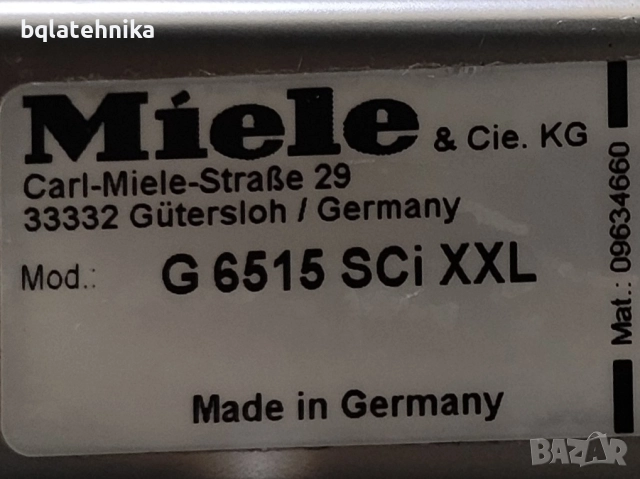 bqlatehnika
Miele & Cie. KG
Carl-Miele-Straße 29
33332 Gütersloh / Germany
Mod.: G 6515 SCi XXL
Made in Germany
Mat.: 09634660
BAZAR